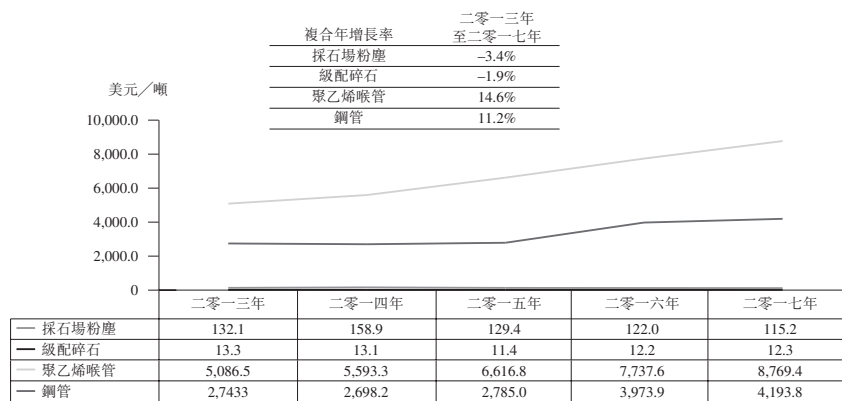 二零一三年
複合年增長率 至二零一七年
採石場粉塵 –3.4%
級配碎石 –1.9%
聚乙烯喉管 14.6%
鋼管 11.2%
美元／噸
10,000.0
8,000.0
6,000.0
4,000.0
2,000.0
0
二零一三年 二零一四年 二零一五年 二零一六年 二零一七年
採石場粉塵 132.1 158.9 129.4 122.0 115.2
級配碎石 13.3 13.1 11.4 12.2 12.3
聚乙烯喉管 5,086.5 5,593.3 6,616.8 7,737.6 8,769.4
鋼管 2,7433 2,698.2 2,785.0 3,973.9 4,193.8